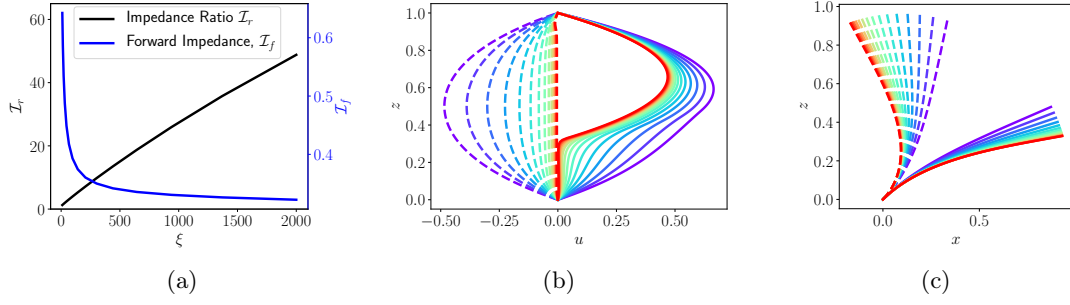 Impedance Ratio ℐᵣ
Forward Impedance, ℐ_f
60
40
20
0
ℐᵣ
0.6
0.5
0.4
ℐ_f
0
500
1000
1500
2000
ξ
(a)
1.0
0.8
0.6
0.4
0.2
0.0
z
−0.50
−0.25
0.00
0.25
0.50
u
(b)
1.0
0.8
0.6
0.4
0.2
0.0
z
0.0
0.5
x
(c)